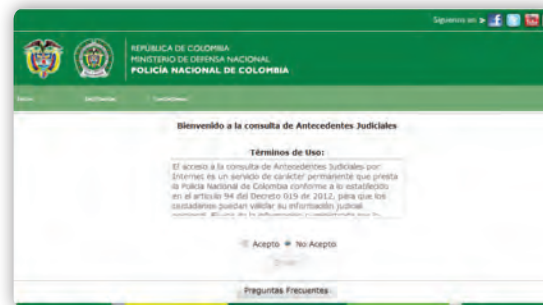 Síguenos en >
REPÚBLICA DE COLOMBIA
MINISTERIO DE DEFENSA NACIONAL
POLICÍA NACIONAL DE COLOMBIA
Bienvenido a la consulta de Antecedentes Judiciales
Términos de Uso:
El acceso a la consulta de Antecedentes Judiciales por
Internet es un servicio de carácter permanente que presta
la Policía Nacional de Colombia conforme a lo establecido
en el artículo 94 del Decreto 019 de 2012, para que los
ciudadanos puedan validar su información judicial
Acepto No Acepto
Preguntas Frecuentes